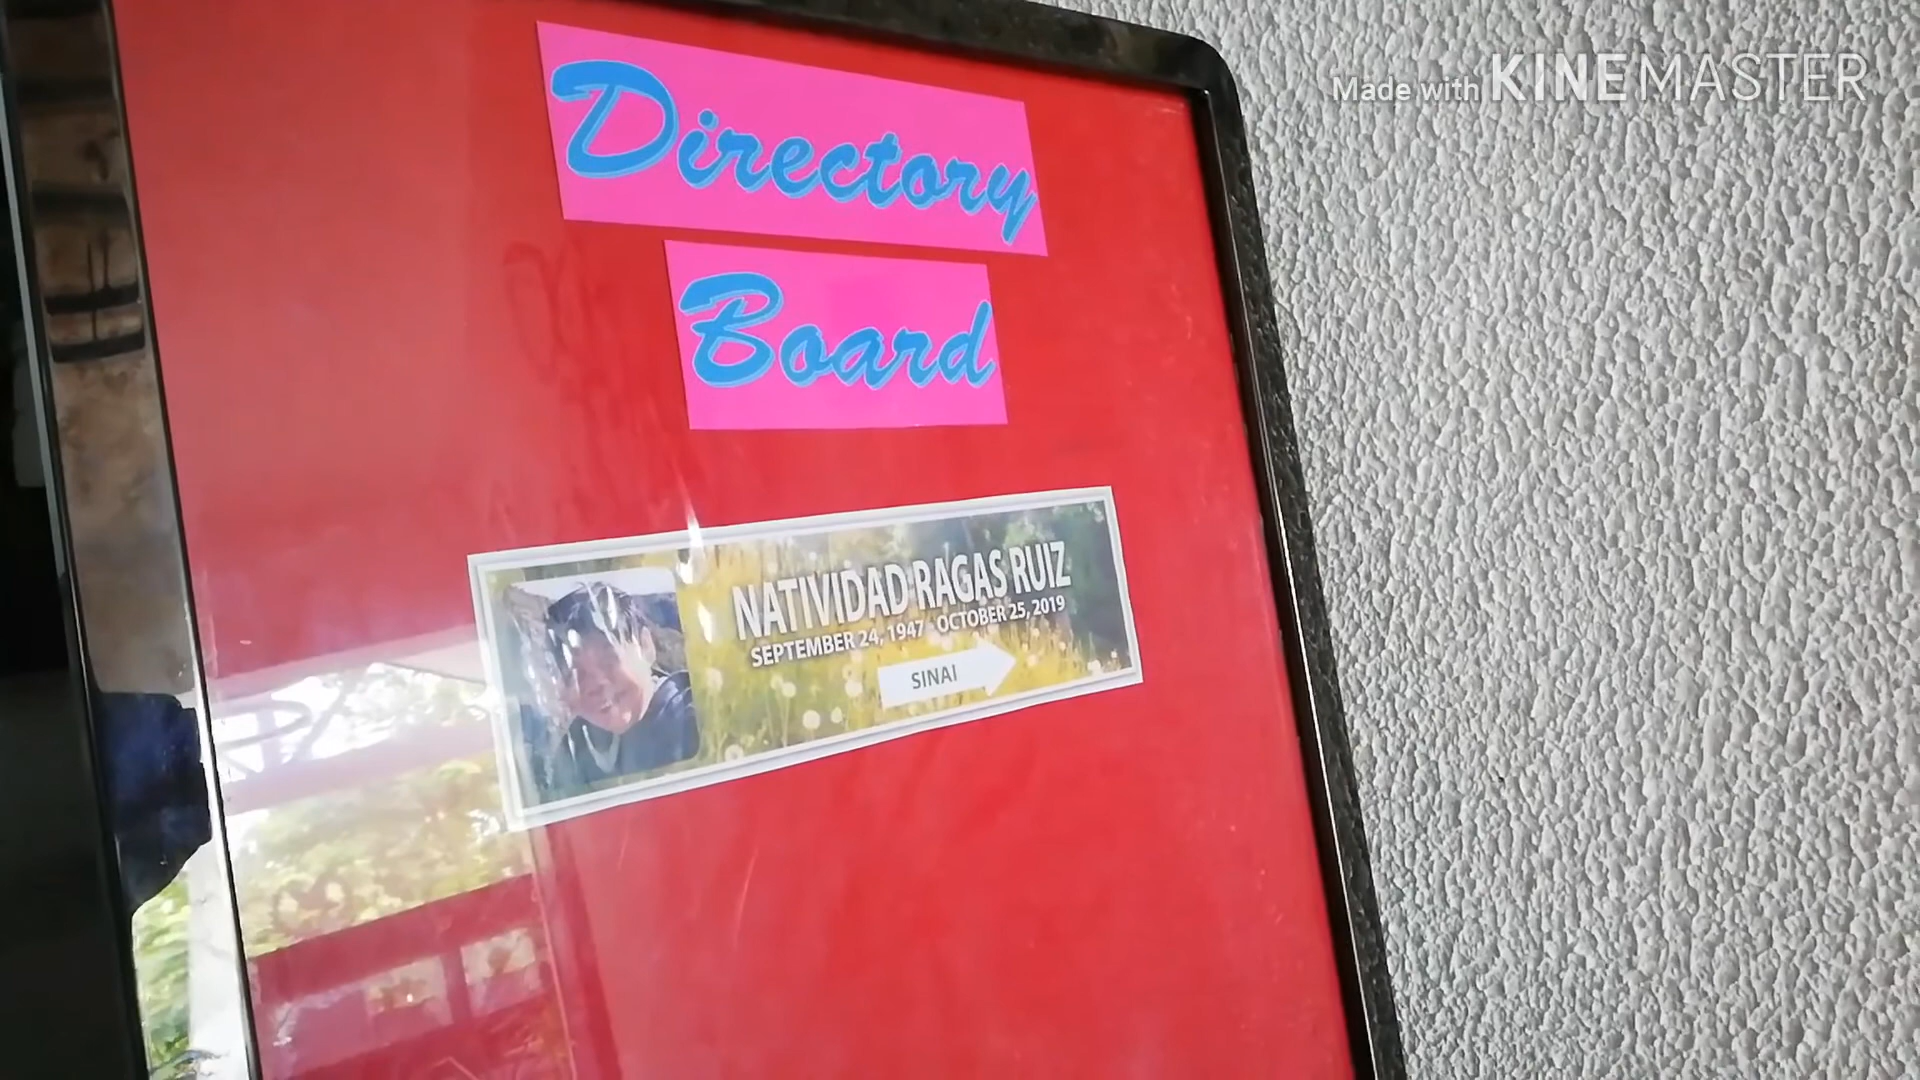 Made with KINEMASTER
Directory
Board
NATIVIDAD RAGAS RUIZ
SEPTEMBER 24, 1947 - OCTOBER 25, 2019
SINAI